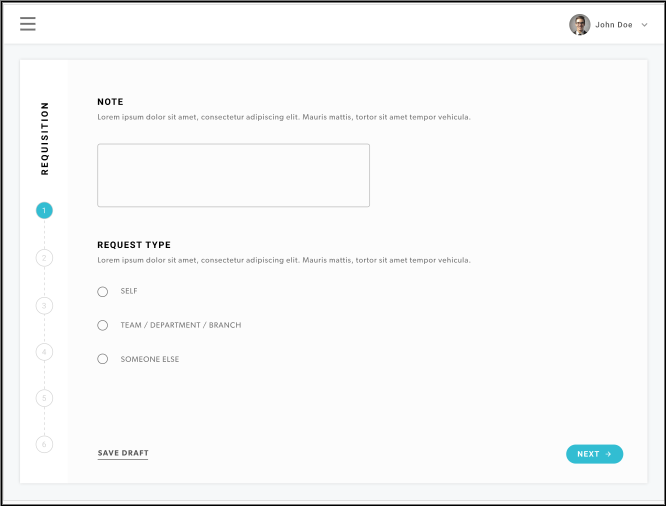 John Doe
REQUISITION
1
2
3
4
5
6
NOTE
Lorem ipsum dolor sit amet, consectetur adipiscing elit. Mauris mattis, tortor sit amet tempor vehicula.
REQUEST TYPE
Lorem ipsum dolor sit amet, consectetur adipiscing elit. Mauris mattis, tortor sit amet tempor vehicula.
SELF
TEAM / DEPARTMENT / BRANCH
SOMEONE ELSE
SAVE DRAFT
NEXT →